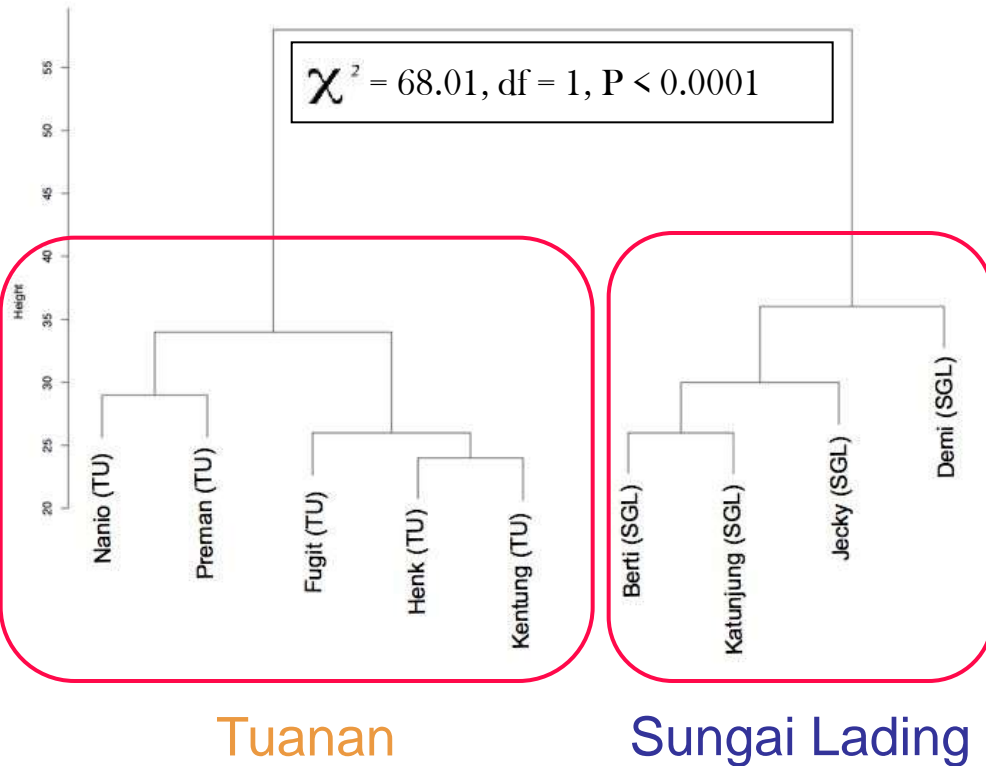 χ² = 68.01, df = 1, P < 0.0001
55
50
45
40
35
30
25
20
Height
Nanio (TU)
Preman (TU)
Fugit (TU)
Henk (TU)
Kentung (TU)
Berti (SGL)
Katunjung (SGL)
Jecky (SGL)
Demi (SGL)
Tuanan
Sungai Lading